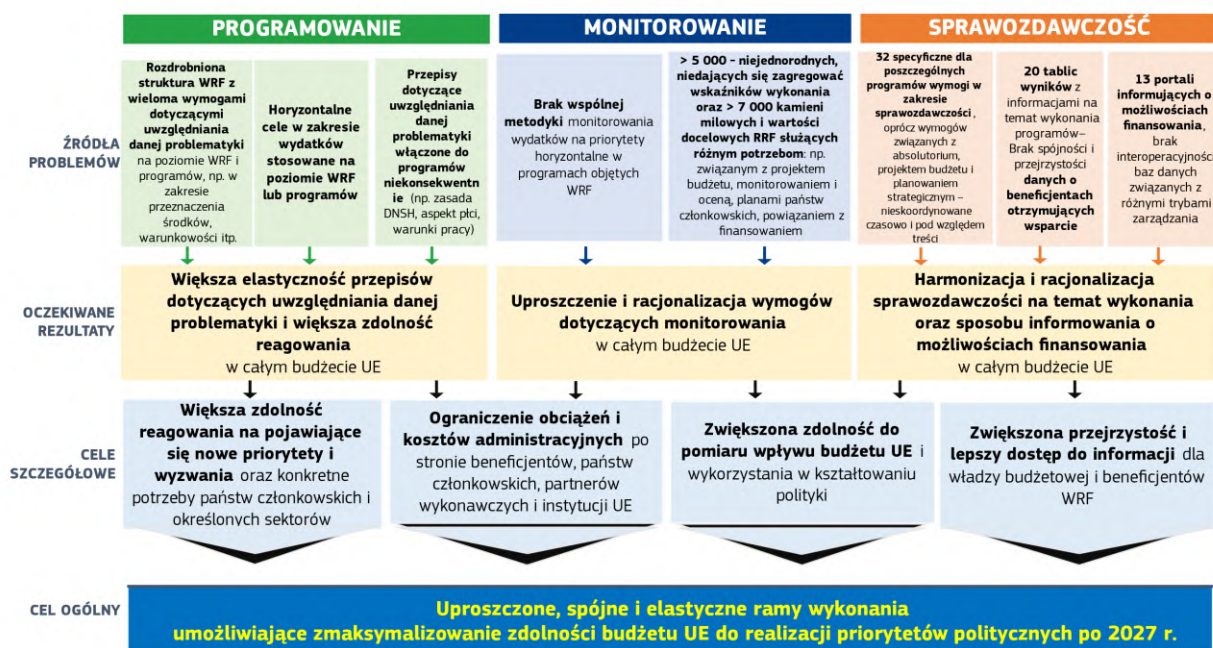 PROGRAMOWANIE
MONITOROWANIE
SPRAWOZDAWCZOŚĆ
ŹRÓDŁA
PROBLEMÓW
Rozdrobniona
struktura WRF z
wieloma wymogami
dotyczącymi
uwzględniania
danej problematyki
na poziomie WRF i
programów, np. w
zakresie
przeznaczenia
środków,
warunkowości itp.
Horyzontalne
cele w zakresie
wydatków
stosowane na
poziomie WRF
lub programów
Przepisy
dotyczące
uwzględniania
danej
problematyki
włączone do
programów
niekonsekwentn
ie (np. zasada
DNSH, aspekt płci,
warunki pracy)
Brak wspólnej
metodyki monitorowania
wydatków na priorytety
horyzontalne w
programach objętych
WRF
> 5 000 – niejednorodnych,
niedających się zagregować
wskaźników wykonania
oraz > 7 000 kamieni
milowych i wartości
docelowych RRF służących
różnym potrzebom: np.
związanym z projektem
budżetu, monitorowaniem i
oceną, planami państw
członkowskich, powiązaniem z
finansowaniem
32 specyficzne dla
poszczególnych
programów wymogi w
zakresie
sprawozdawczości , 
oprócz wymogów
związanych z
absolutorium,
projektem budżetu i
planowaniem
strategicznym –
nieskoordynowane
czasowo i pod względem
treści
20 tablic
wyników z
informacjami na
temat wykonania
programów–
Brak spójności i
przejrzystości
danych o
beneficjentach
otrzymujących
wsparcie
13 portali
informujących o
możliwościach
finansowania,
brak
interoperacyjnośc
baz danych
związanych z
różnymi trybami
zarządzania
OCZEKIWANE
REZULTATY
Większa elastyczność przepisów
dotyczących uwzględniania danej
problematyki i większa zdolność
reagowania
w całym budżecie UE
Uproszczenie i racjonalizacja wymogów
dotyczących monitorowania
w całym budżecie UE
Harmonizacja i racjonalizacja
sprawozdawczości na temat wykonania
oraz sposobu informowania o
możliwościach finansowania
w całym budżecie UE
CELE
SZCZEGÓŁOWE
Większa zdolność
reagowania na pojawiające
się nowe priorytety i
wyzwania oraz konkretne
potrzeby państw członkowskich i
określonych sektorów
Ograniczenie obciążeń i
kosztów administracyjnych po
stronie beneficjentów, państw
członkowskich, partnerów
wykonawczych i instytucji UE
Zwiększona zdolność do
pomiaru wpływu budżetu UE i
wykorzystania w kształtowaniu
polityki
Zwiększona przejrzystość i
lepszy dostęp do informacji dla
władzy budżetowej i beneficjentów
WRF
CEL OGÓLNY
Uproszczone, spójne i elastyczne ramy wykonania
umożliwiające zmaksymalizowanie zdolności budżetu UE do realizacji priorytetów politycznych po 2027 r.